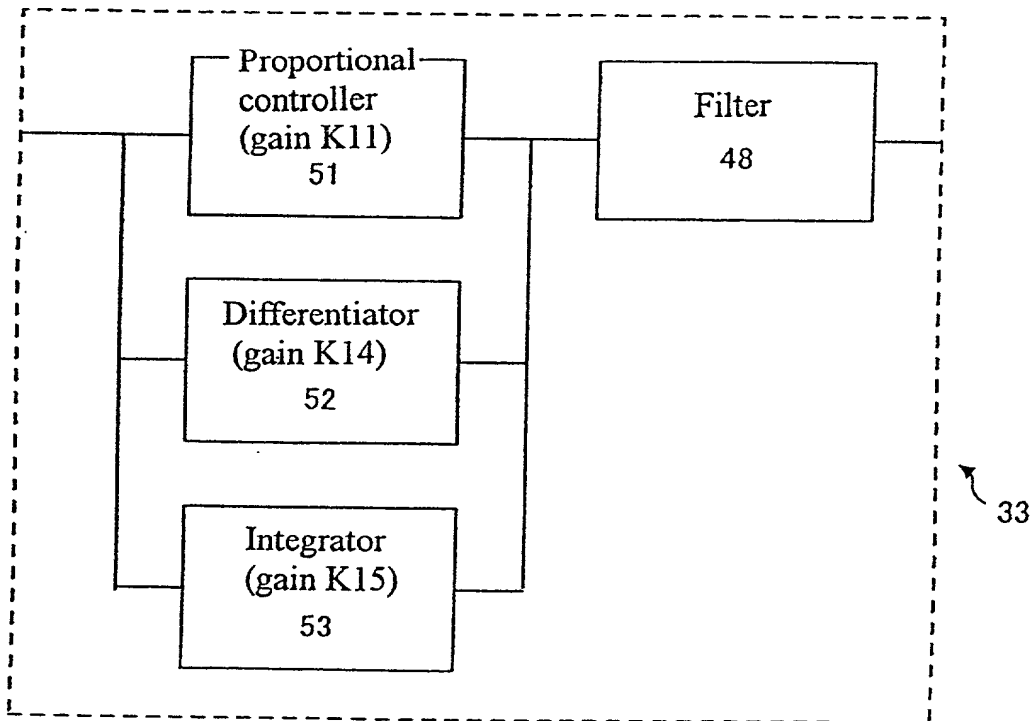 Proportional
controller
(gain K11)
51
Filter
48
Differentiator
(gain K14)
52
Integrator
(gain K15)
53
33